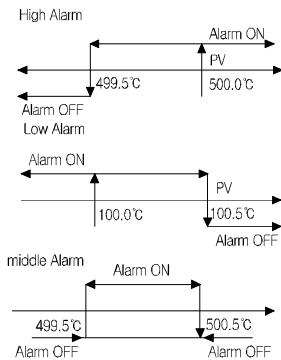 High Alarm
Alarm ON
PV
499.5℃ 500.0℃
Alarm OFF
Low Alarm
Alarm ON
PV
100.0℃ 100.5℃
Alarm OFF
middle Alarm
Alarm ON
499.5℃ 500.5℃
Alarm OFF Alarm OFF